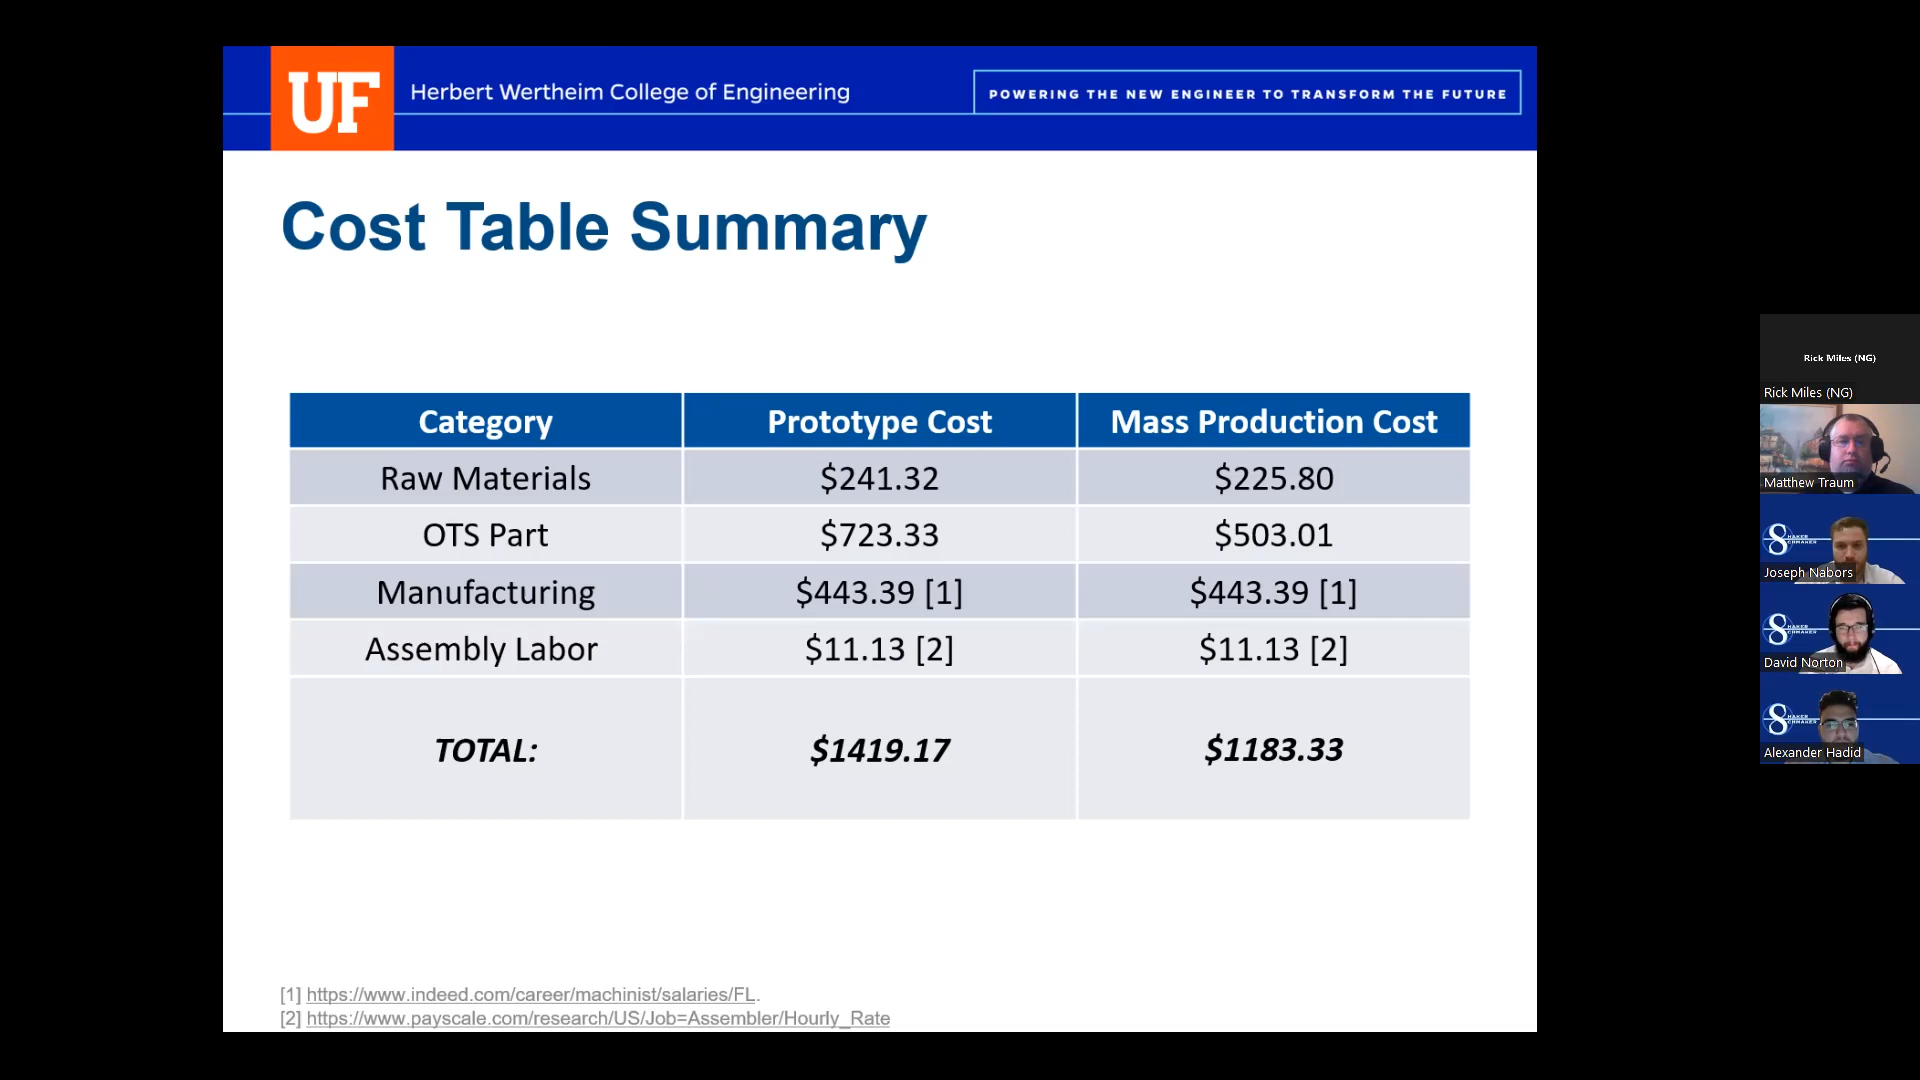 UF
Herbert Wertheim College of Engineering
POWERING THE NEW ENGINEER TO TRANSFORM THE FUTURE
Cost Table Summary
Category Prototype Cost Mass Production Cost
Raw Materials $241.32 $225.80
OTS Part $723.33 $503.01
Manufacturing $443.39 [1] $443.39 [1]
Assembly Labor $11.13 [2] $11.13 [2]
TOTAL: $1419.17 $1183.33
[1] https://www.indeed.com/career/machinist/salaries/FL.
[2] https://www.payscale.com/research/US/Job=Assembler/Hourly_Rate
Rick Miles (NG)
Rick Miles (NG)
Matthew Traum
Joseph Nabors
David Norton
Alexander Hadid